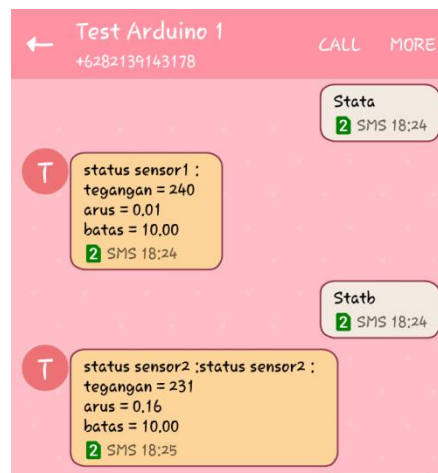 Test Arduino 1
CALL MORE
+6282139143178
Stata
2 SMS 18:24
T
status sensor1 :
tegangan = 240
arus = 0.01
batas = 10.00
2 SMS 18:24
Statb
2 SMS 18:24
T
status sensor2 :status sensor2 :
tegangan = 231
arus = 0.16
batas = 10.00
2 SMS 18:25